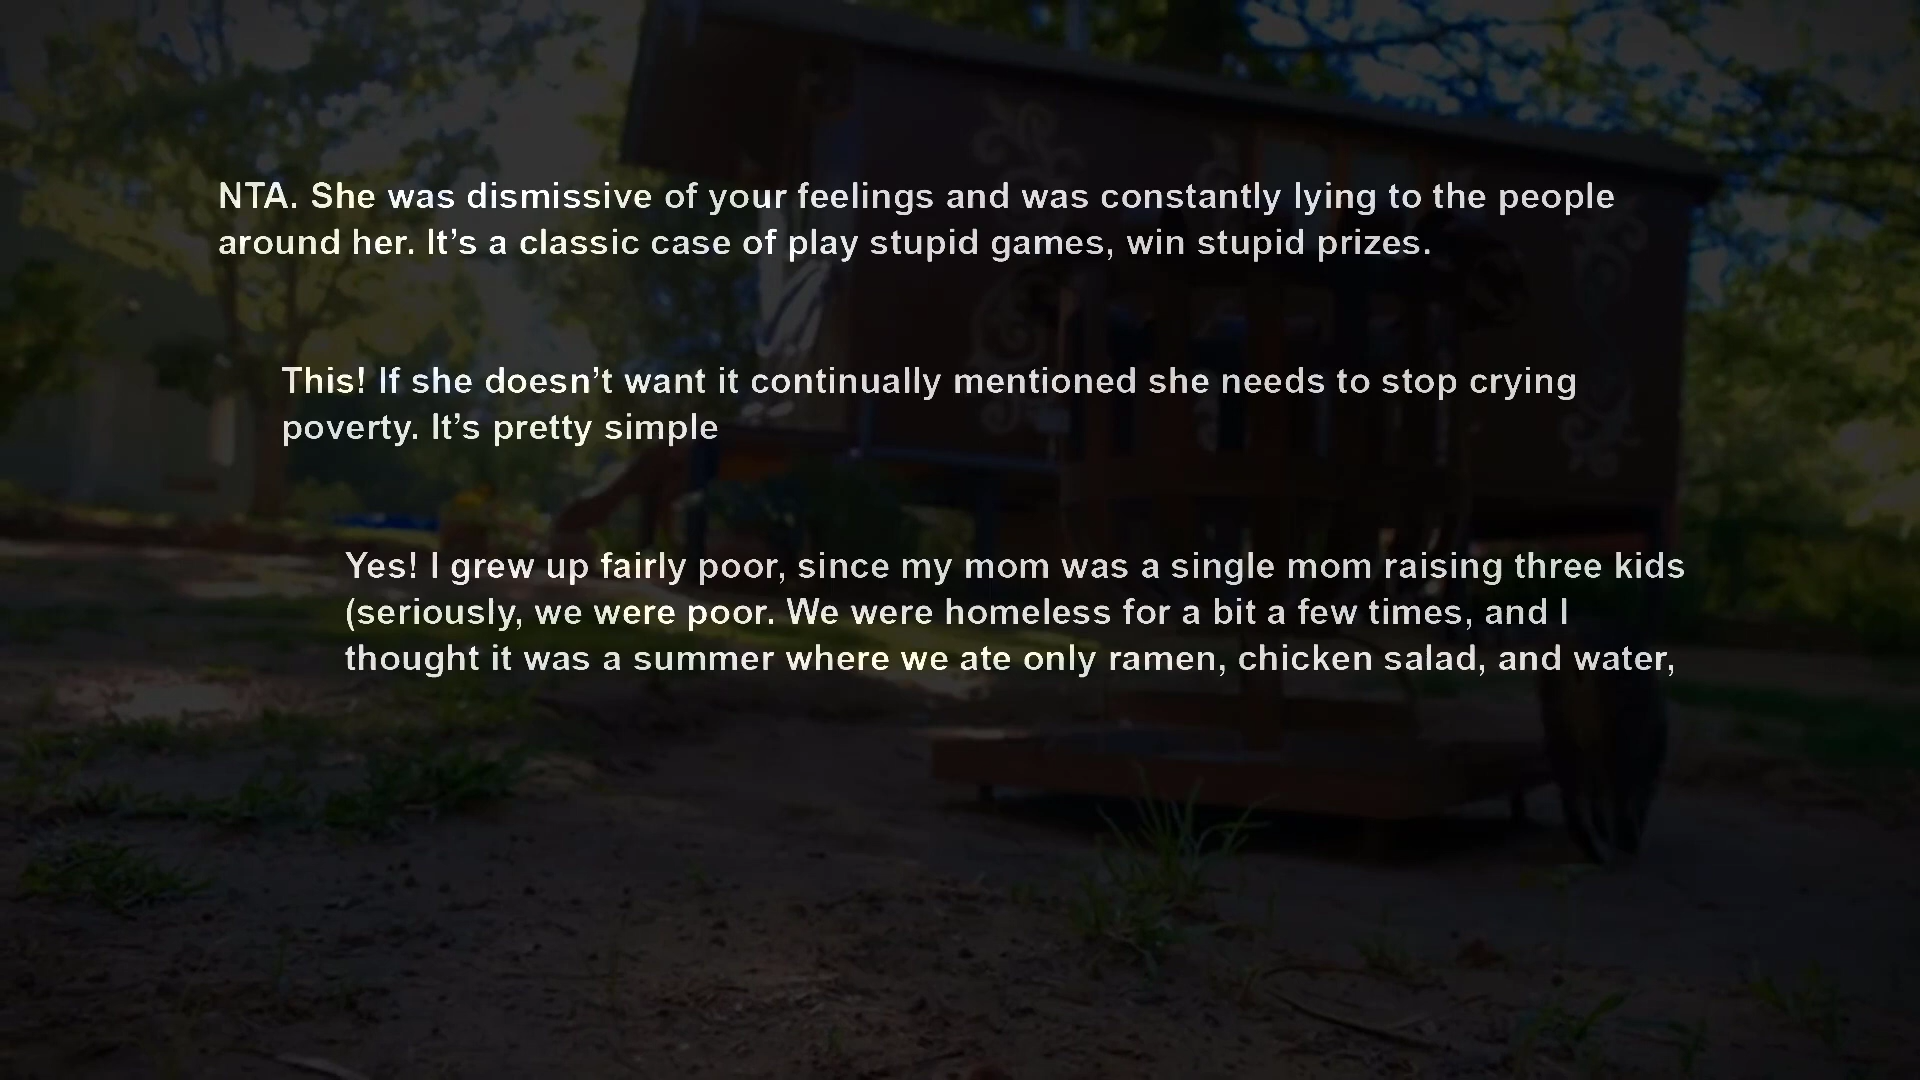 NTA. She was dismissive of your feelings and was constantly lying to the people
around her. It’s a classic case of play stupid games, win stupid prizes.
This! If she doesn’t want it continually mentioned she needs to stop crying
poverty. It’s pretty simple
Yes! I grew up fairly poor, since my mom was a single mom raising three kids
(seriously, we were poor. We were homeless for a bit a few times, and I
thought it was a summer where we ate only ramen, chicken salad, and water,